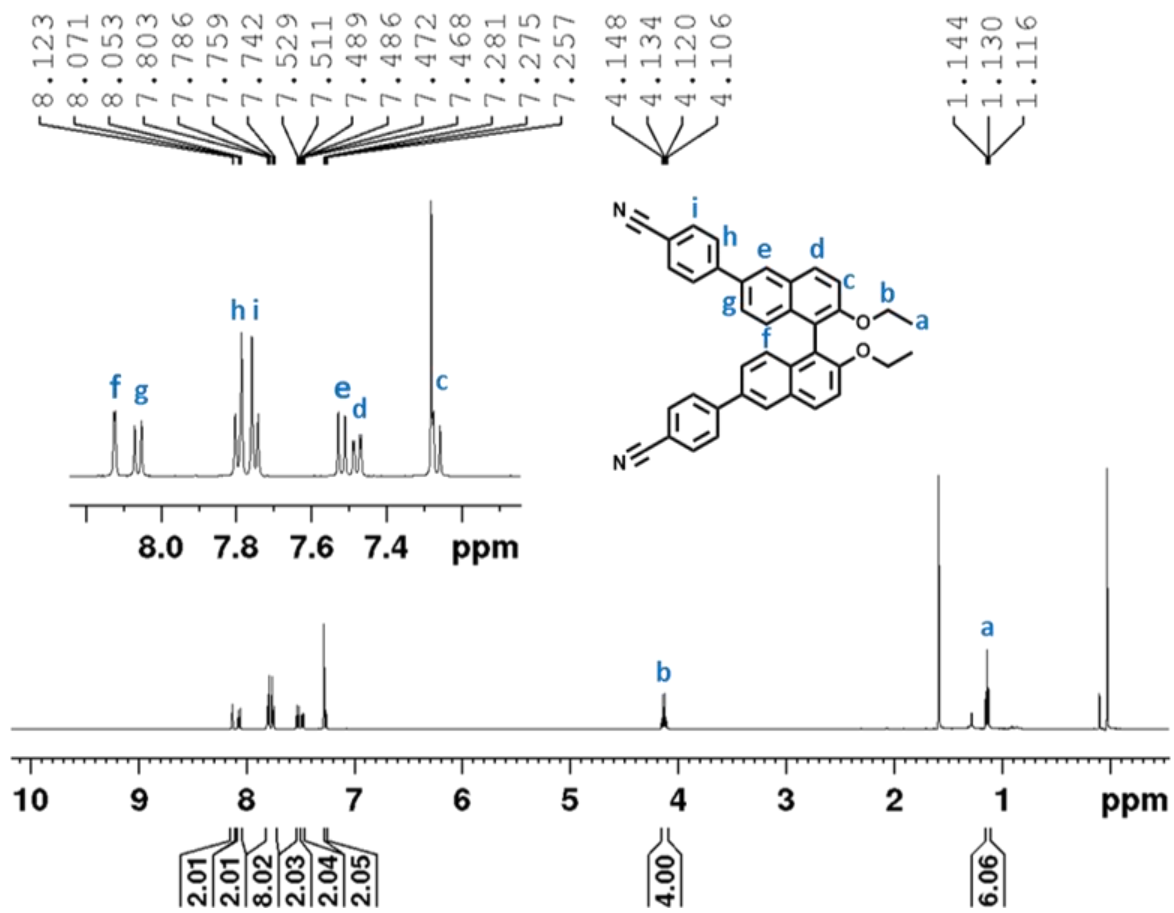 8.123 8.071 8.053 7.803 7.786 7.759 7.742 7.529 7.511 7.489 7.486 7.472 7.468 7.281 7.275 7.257 4.148 4.134 4.120 4.106 1.144 1.130 1.116
N
i
h
e
d
c
b
g
O
a
f
O
N
h i
f g
e
d
c
8.0 7.8 7.6 7.4 ppm
a
b
10 9 8 7 6 5 4 3 2 1 ppm
2.01 2.01 8.02 2.03 2.04 2.05 4.00 6.06